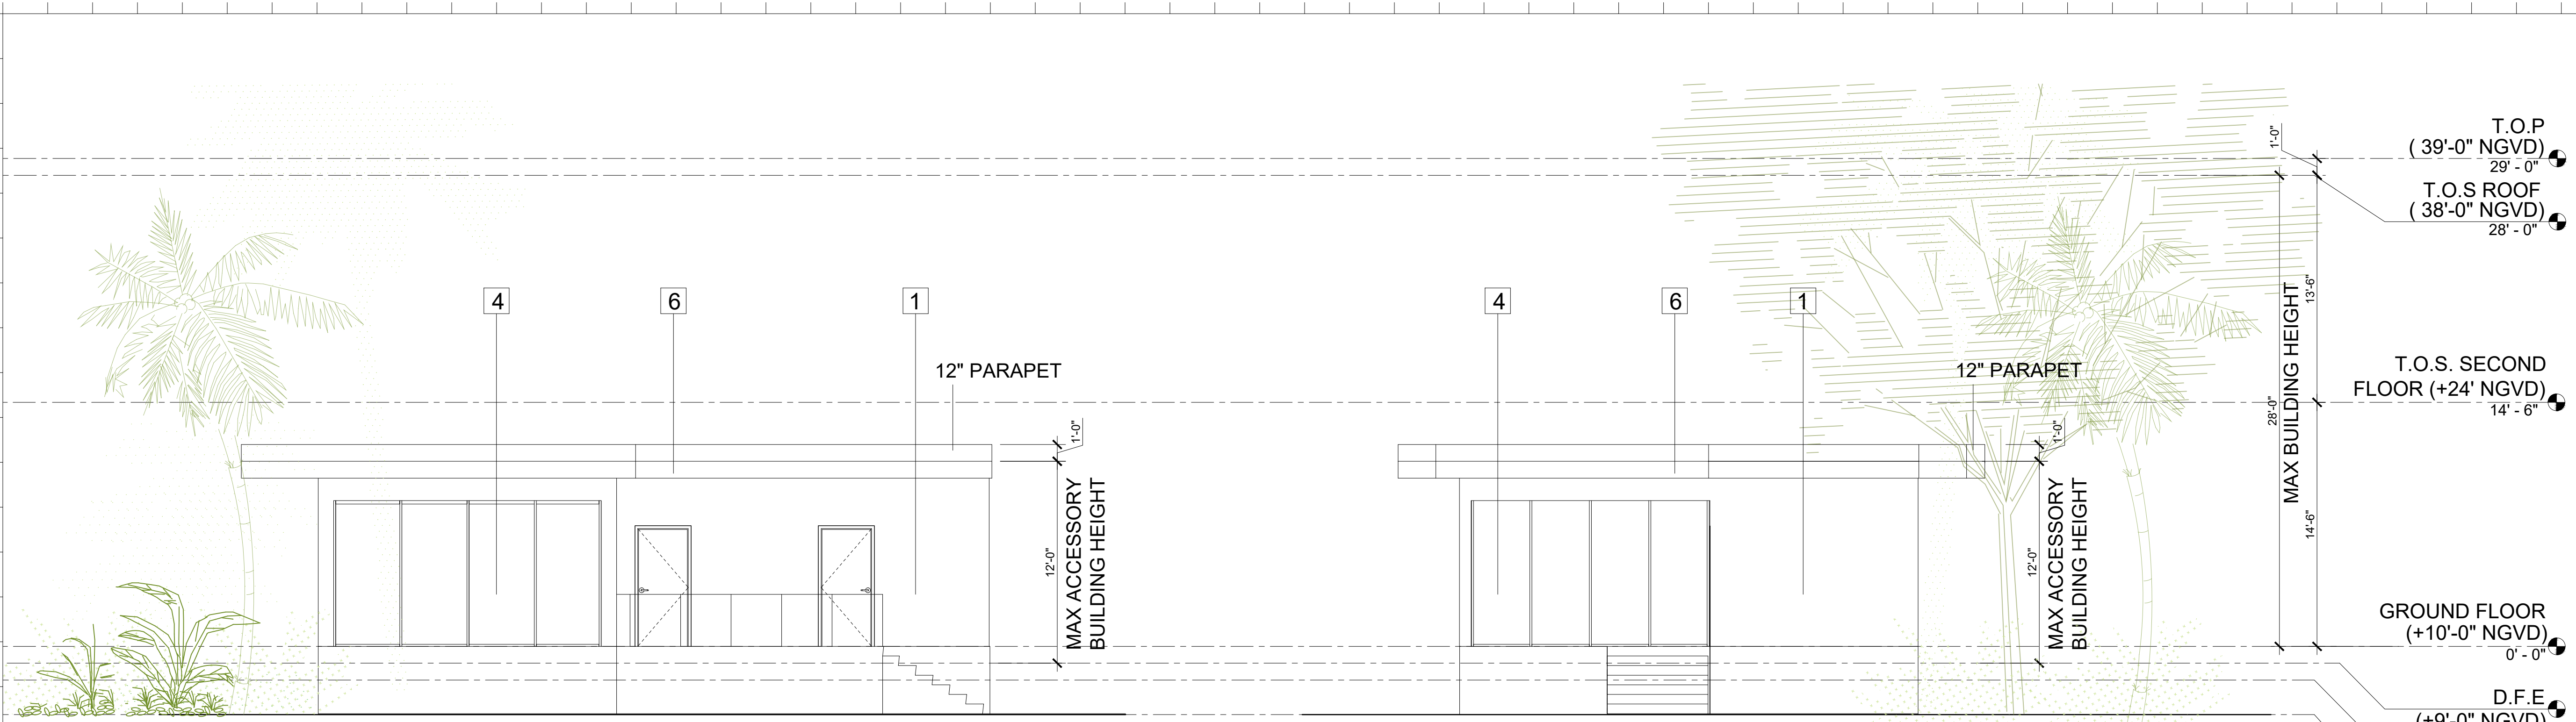 T.O.P
( 39'-0" NGVD)
29' - 0"
1'-0"
T.O.S ROOF
( 38'-0" NGVD)
28' - 0"
4
6
1
12" PARAPET
1'-0"
12'-0"
MAX ACCESSORY
BUILDING HEIGHT
4
6
1
12" PARAPET
1'-0"
12'-0"
MAX ACCESSORY
BUILDING HEIGHT
28'-0"
MAX BUILDING HEIGHT
13'-6"
14'-6"
T.O.S. SECOND
FLOOR (+24' NGVD)
14' - 6"
GROUND FLOOR
(+10'-0" NGVD)
0' - 0"
D.F.E
(+9'-0" NGVD)